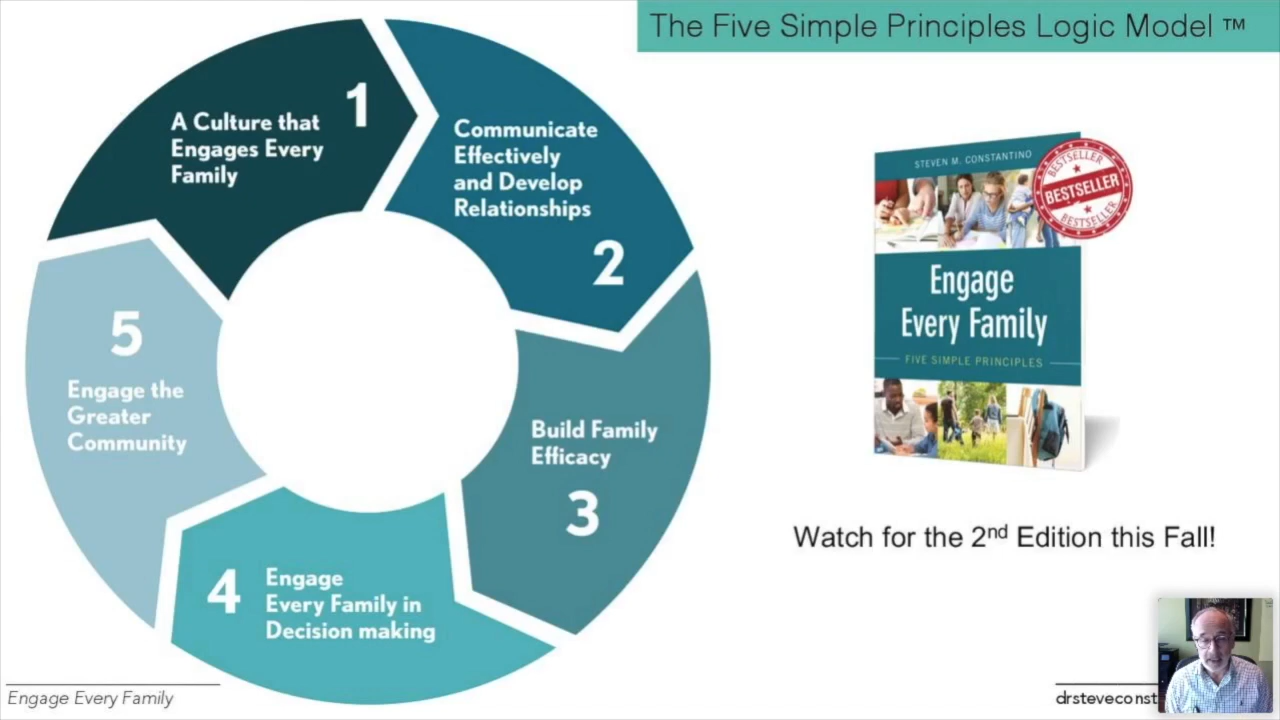 The Five Simple Principles Logic Model ™
1
A Culture that
Engages Every
Family
Communicate
Effectively
and Develop
Relationships
2
Build Family
Efficacy
3
4
Engage
Every Family in
Decision making
5
Engage the
Greater
Community
STEVEN M. CONSTANTINO
BESTSELLER
BESTSELLER
BESTSELLER
Engage
Every Family
FIVE SIMPLE PRINCIPLES
Watch for the 2nd Edition this Fall!
Engage Every Family
drsteveconst